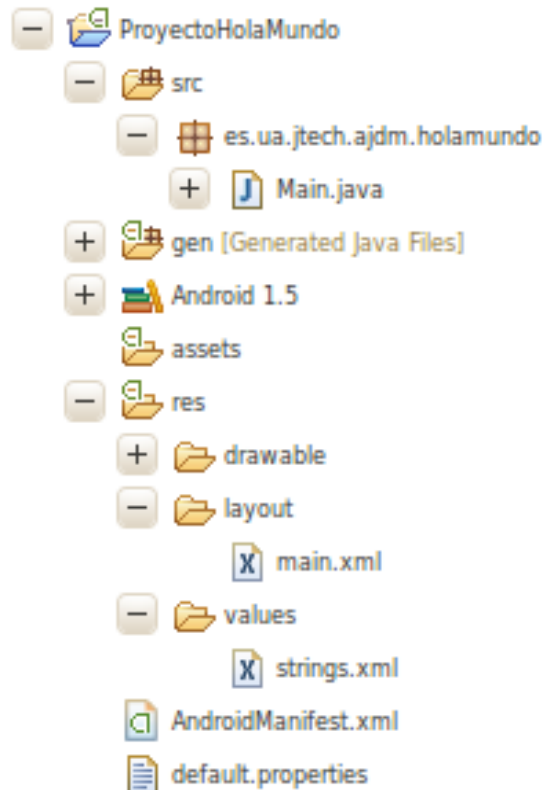 ProyectoHolaMundo
src
es.ua.jtech.ajdm.holamundo
Main.java
gen [Generated Java Files]
Android 1.5
assets
res
drawable
layout
main.xml
values
strings.xml
AndroidManifest.xml
default.properties